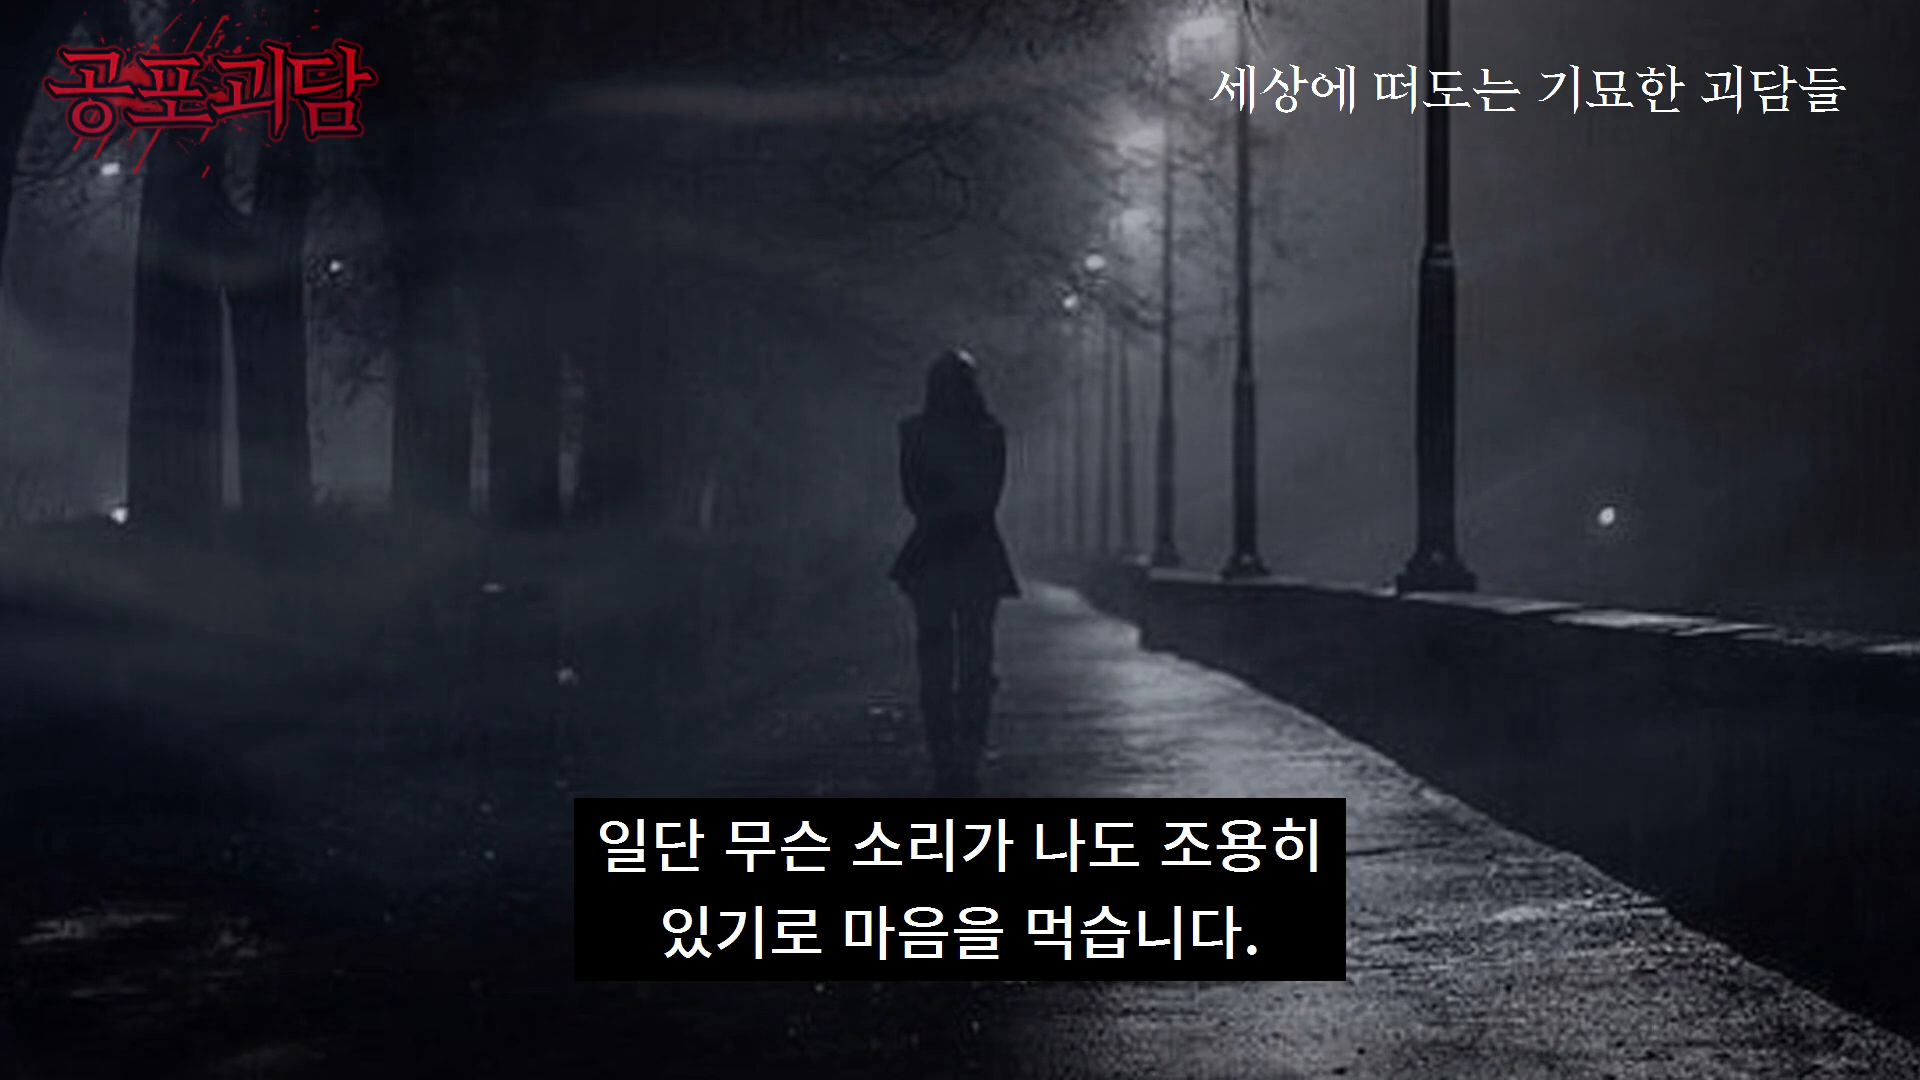 공포괴담
세상에 떠도는 기묘한 괴담들
일단 무슨 소리가 나도 조용히
있기로 마음을 먹습니다.